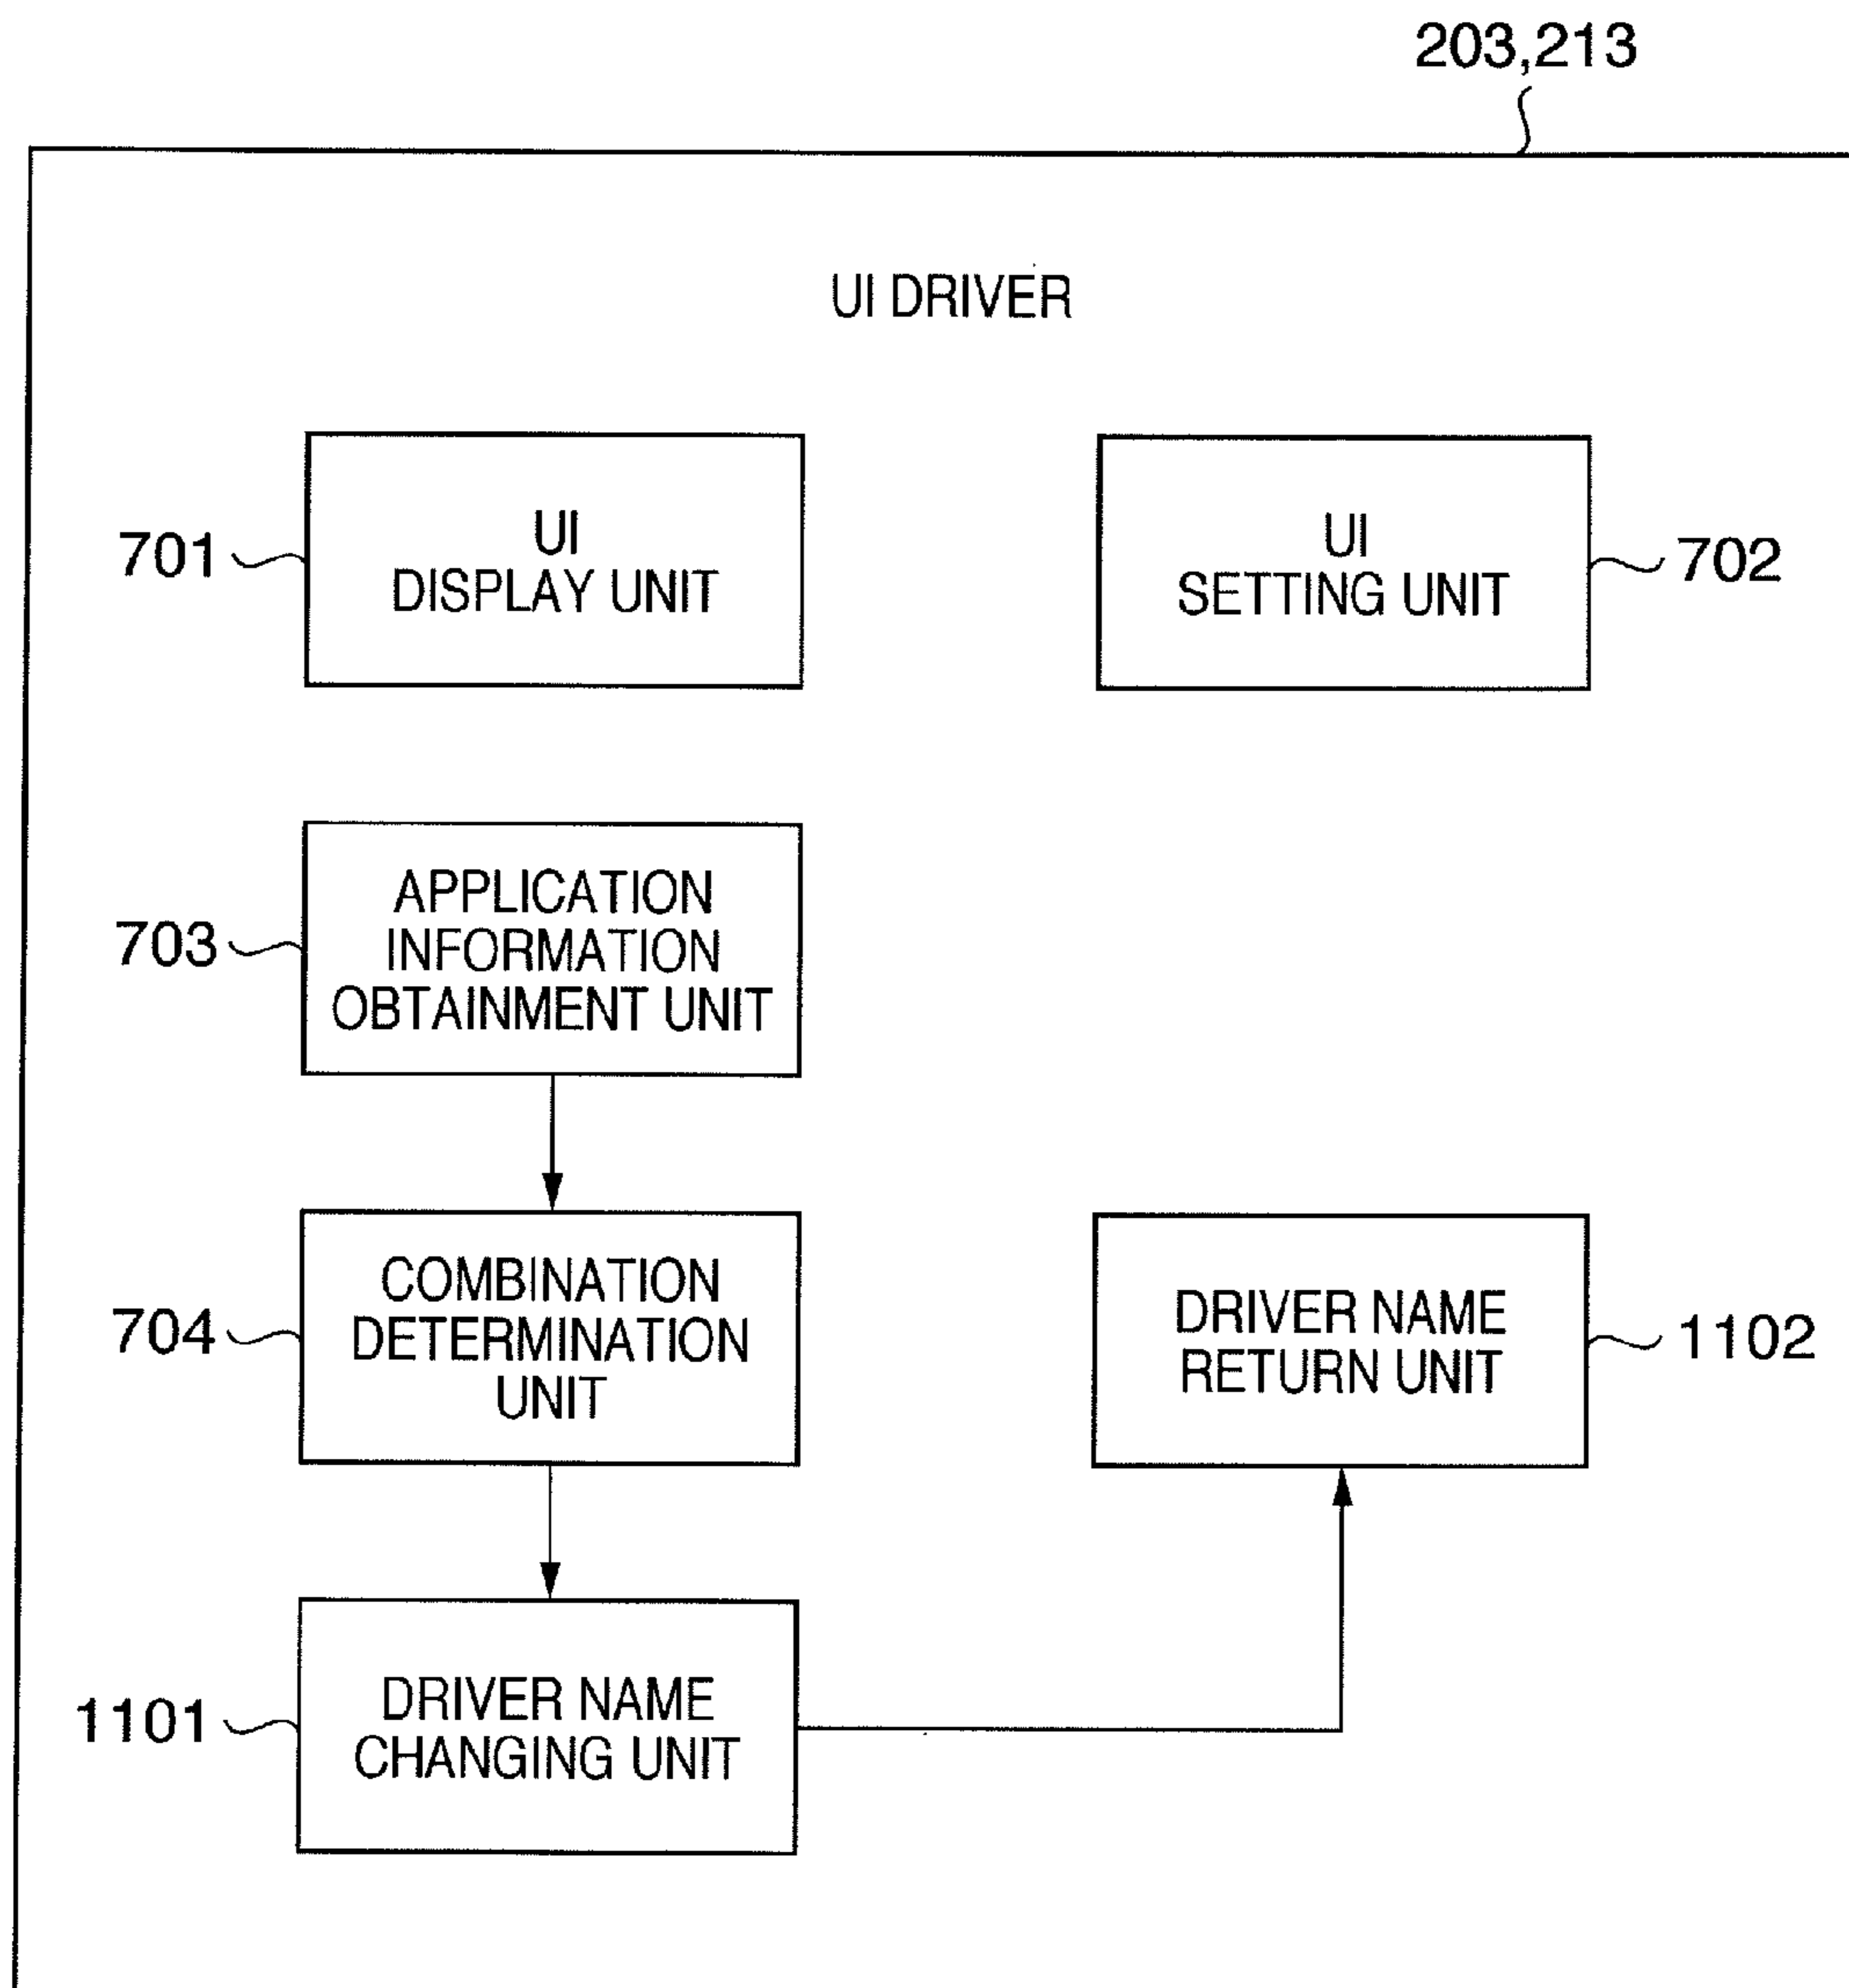 203,213
UI DRIVER
701
UI
DISPLAY UNIT
UI
SETTING UNIT
702
703
APPLICATION
INFORMATION
OBTAINMENT UNIT
704
COMBINATION
DETERMINATION
UNIT
DRIVER NAME
RETURN UNIT
1102
1101
DRIVER NAME
CHANGING UNIT